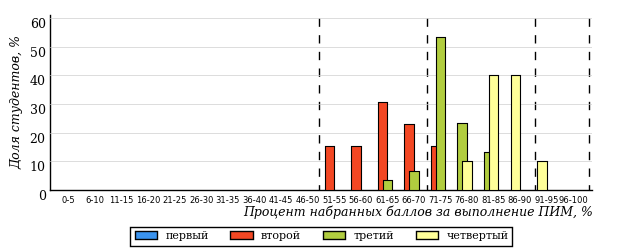 Доля студентов, %
60
50
40
30
20
10
0
0-5 6-10 11-15 16-20 21-25 26-30 31-35 36-40 41-45 46-50 51-55 56-60 61-65 66-70 71-75 76-80 81-85 86-90 91-95 96-100
Процент набранных баллов за выполнение ПИМ, %
первый второй третий четвертый